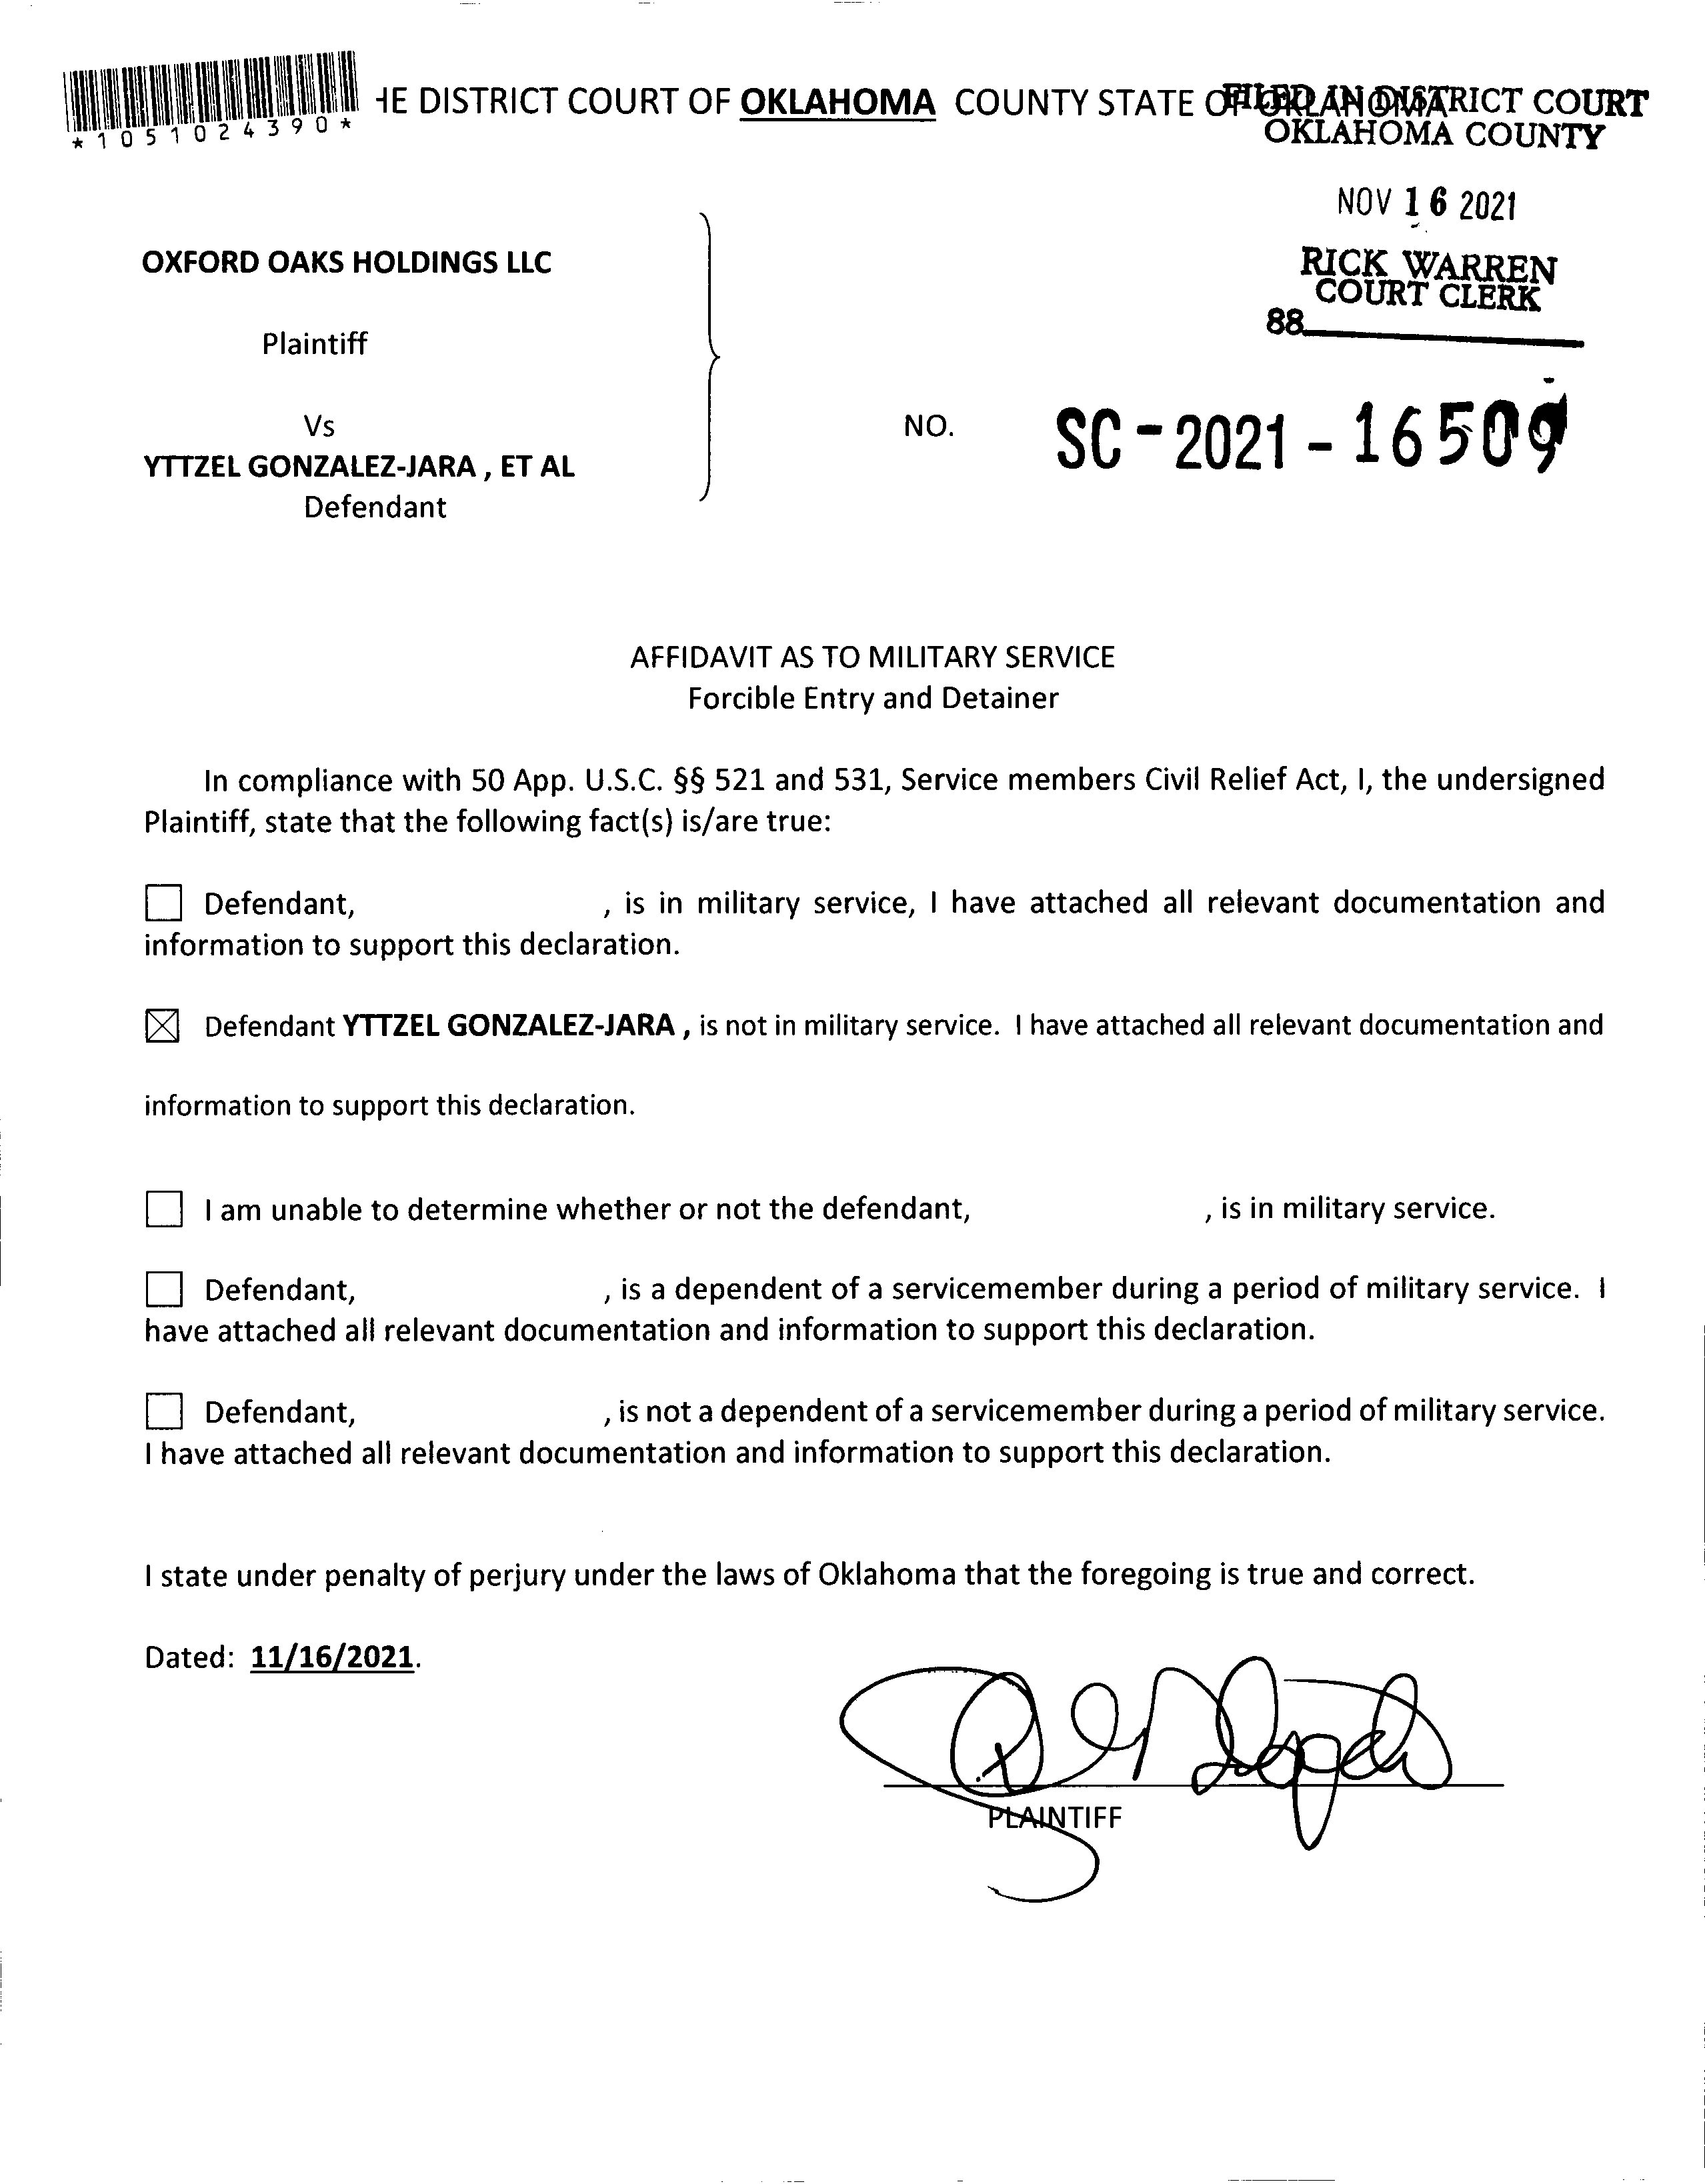 *1051024390*
HE DISTRICT COURT OF OKLAHOMA COUNTY STATE OF OKLAHOMA
FILED IN DISTRICT COURT
OKLAHOMA COUNTY
NOV 16 2021
RICK WARREN
COURT CLERK
88
OXFORD OAKS HOLDINGS LLC
Plaintiff
Vs
YTTZEL GONZALEZ-JARA , ET AL
Defendant
NO. SC-2021-16509
AFFIDAVIT AS TO MILITARY SERVICE
Forcible Entry and Detainer
In compliance with 50 App. U.S.C. §§ 521 and 531, Service members Civil Relief Act, I, the undersigned
Plaintiff, state that the following fact(s) is/are true:
☐ Defendant, , is in military service, I have attached all relevant documentation and
information to support this declaration.
☒ Defendant YTTZEL GONZALEZ-JARA , is not in military service. I have attached all relevant documentation and
information to support this declaration.
☐ I am unable to determine whether or not the defendant, , is in military service.
☐ Defendant, , is a dependent of a servicemember during a period of military service. I
have attached all relevant documentation and information to support this declaration.
☐ Defendant, , is not a dependent of a servicemember during a period of military service.
I have attached all relevant documentation and information to support this declaration.
I state under penalty of perjury under the laws of Oklahoma that the foregoing is true and correct.
Dated: 11/16/2021.
PLAINTIFF